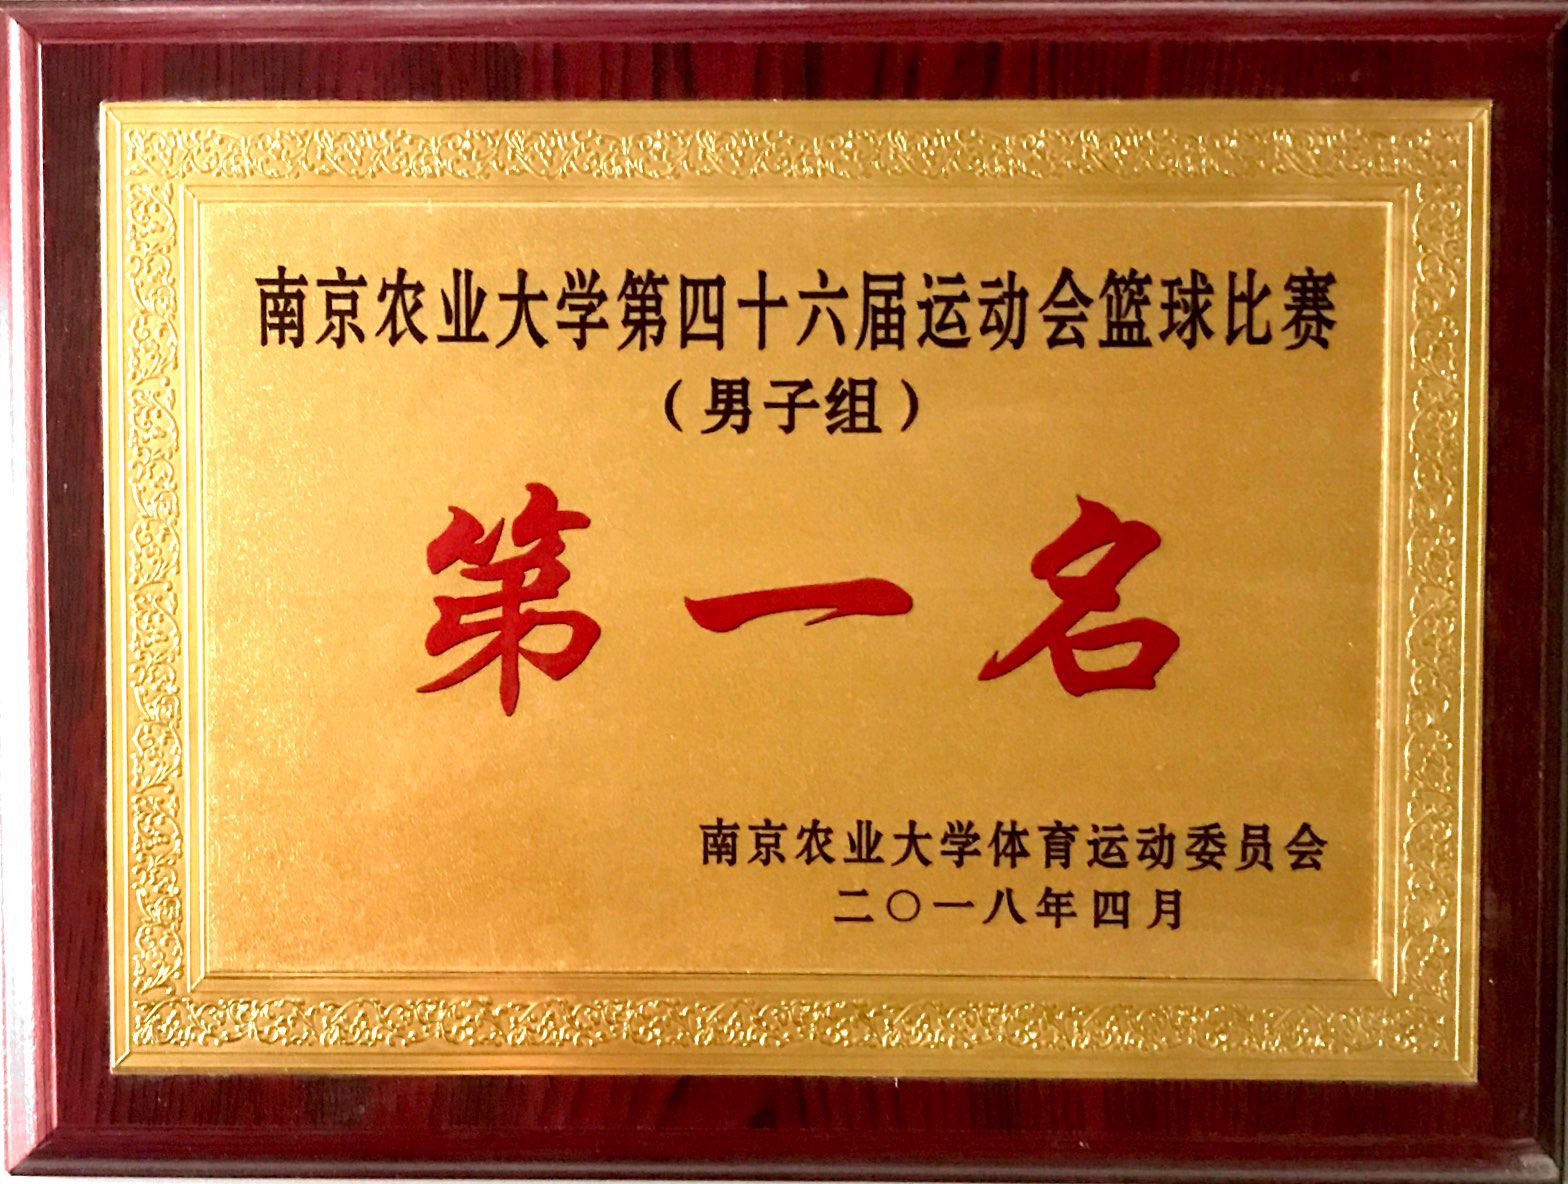 南京农业大学第四十六届运动会篮球比赛
（男子组）
第一名
南京农业大学体育运动委员会
二〇一八年四月